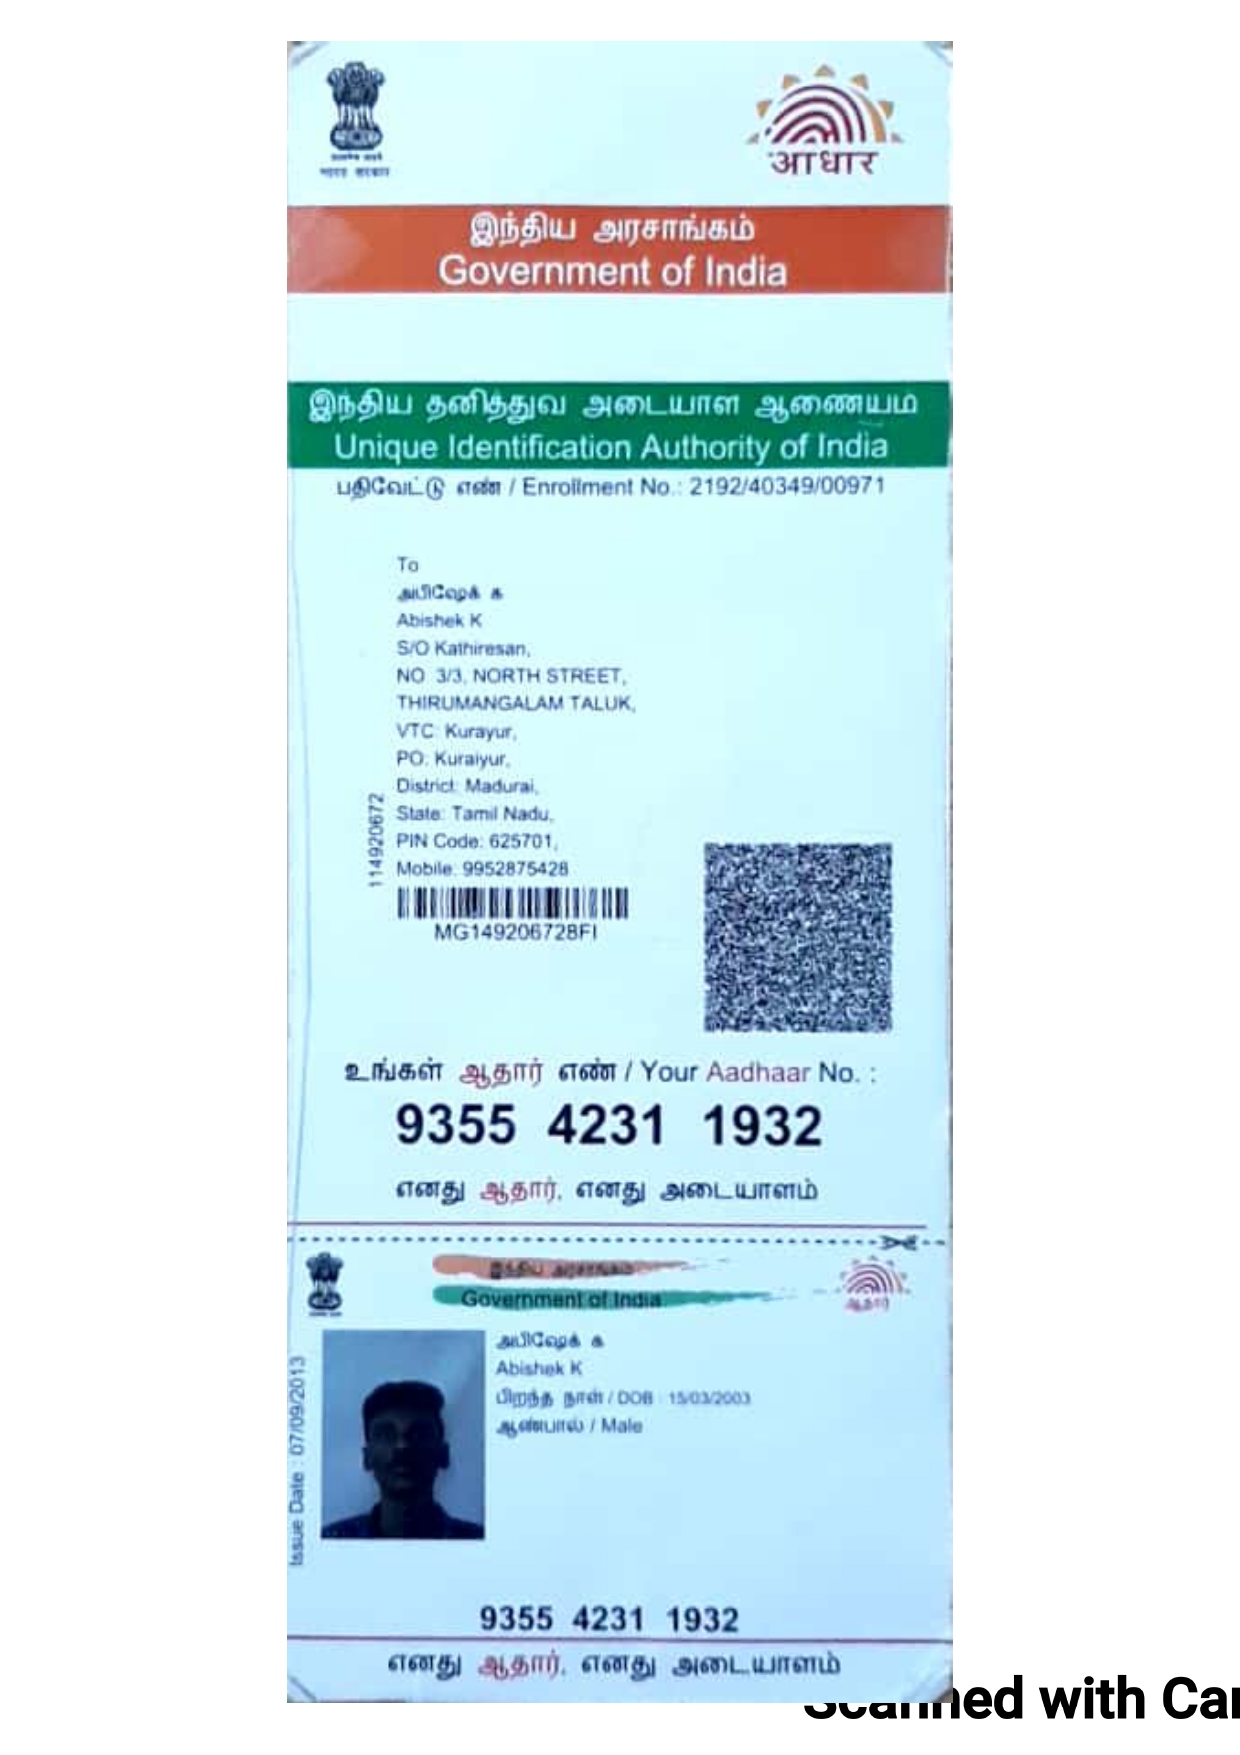 भारत सरकार
आधार
இந்திய அரசாங்கம்
Government of India
இந்திய தனித்துவ அடையாள ஆணையம்
Unique Identification Authority of India
பதிவேட்டு எண் / Enrollment No.: 2192/40349/00971
To
அபிஷேக் க
Abishek K
S/O Kathiresan,
NO 3/3, NORTH STREET,
THIRUMANGALAM TALUK,
VTC: Kurayur,
PO: Kuraiyur,
District: Madurai,
State: Tamil Nadu,
PIN Code: 625701,
Mobile: 9952875428
114920672
MG149206728FI
உங்கள் ஆதார் எண் / Your Aadhaar No. :
9355 4231 1932
எனது ஆதார், எனது அடையாளம்
இந்திய அரசாங்கம்
Government of India
ஆதார்
அபிஷேக் க
Abishek K
பிறந்த நாள் / DOB : 15/03/2003
ஆண்பால் / Male
Issue Date : 07/09/2013
9355 4231 1932
எனது ஆதார், எனது அடையாளம்
Scanned with Ca